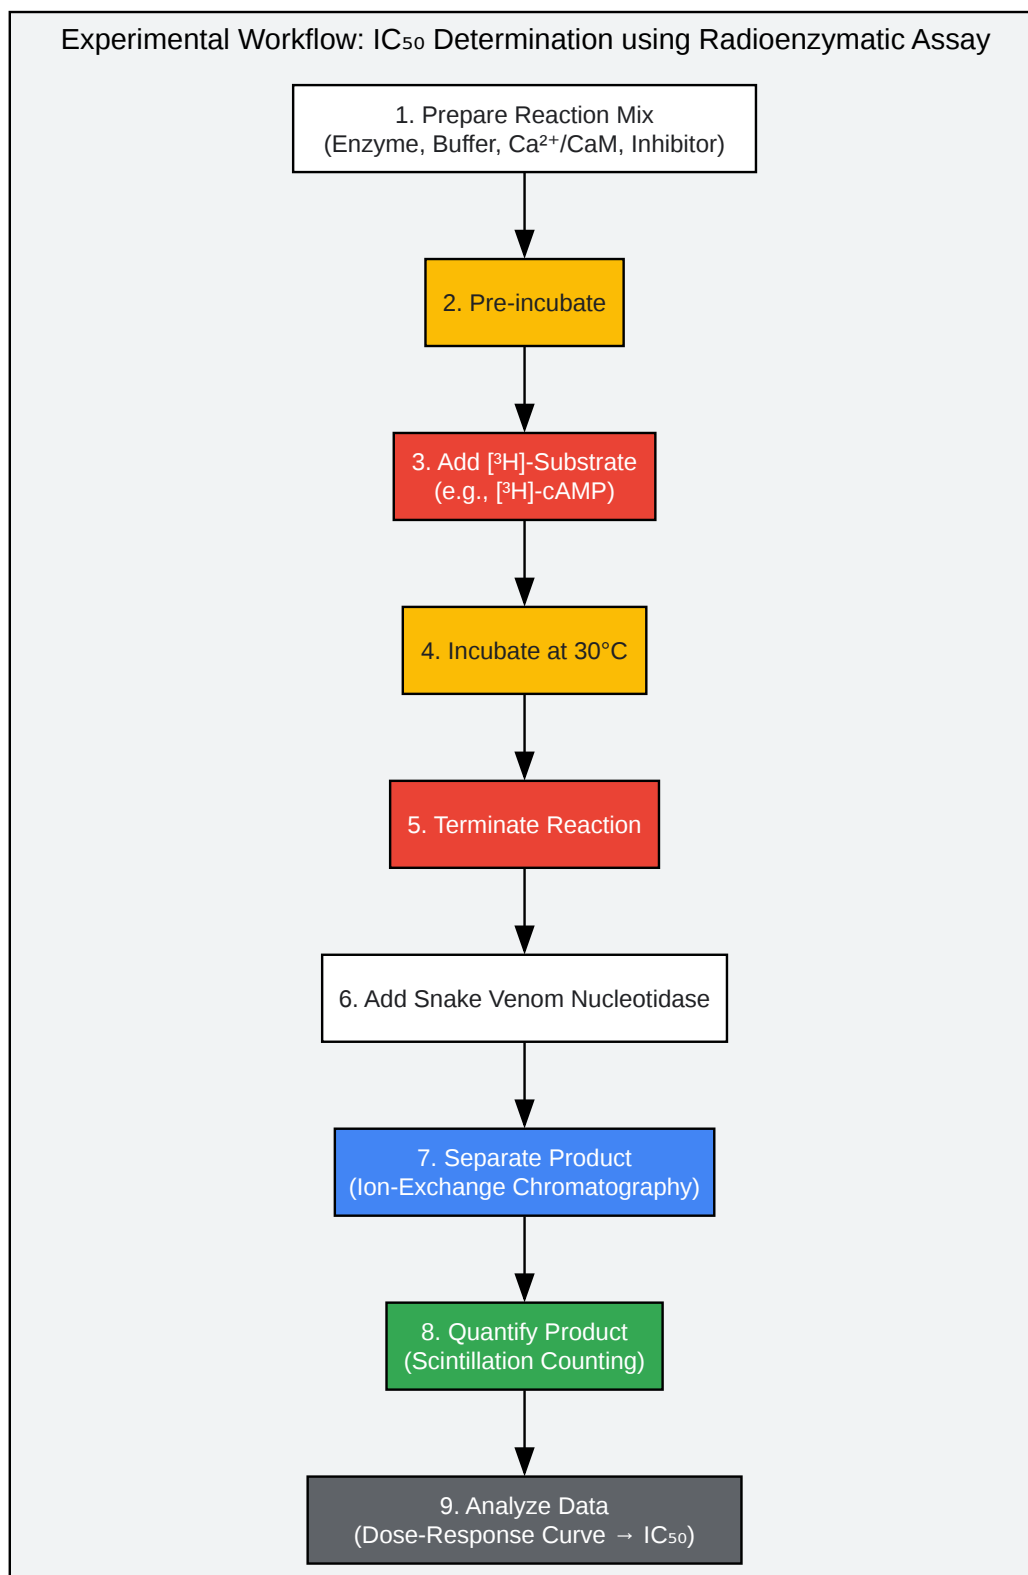 Experimental Workflow: IC₅₀ Determination using Radioenzymatic Assay
1. Prepare Reaction Mix
(Enzyme, Buffer, Ca²⁺/CaM, Inhibitor)
2. Pre-incubate
3. Add [³H]-Substrate
(e.g., [³H]-cAMP)
4. Incubate at 30°C
5. Terminate Reaction
6. Add Snake Venom Nucleotidase
7. Separate Product
(Ion-Exchange Chromatography)
8. Quantify Product
(Scintillation Counting)
9. Analyze Data
(Dose-Response Curve → IC₅₀)